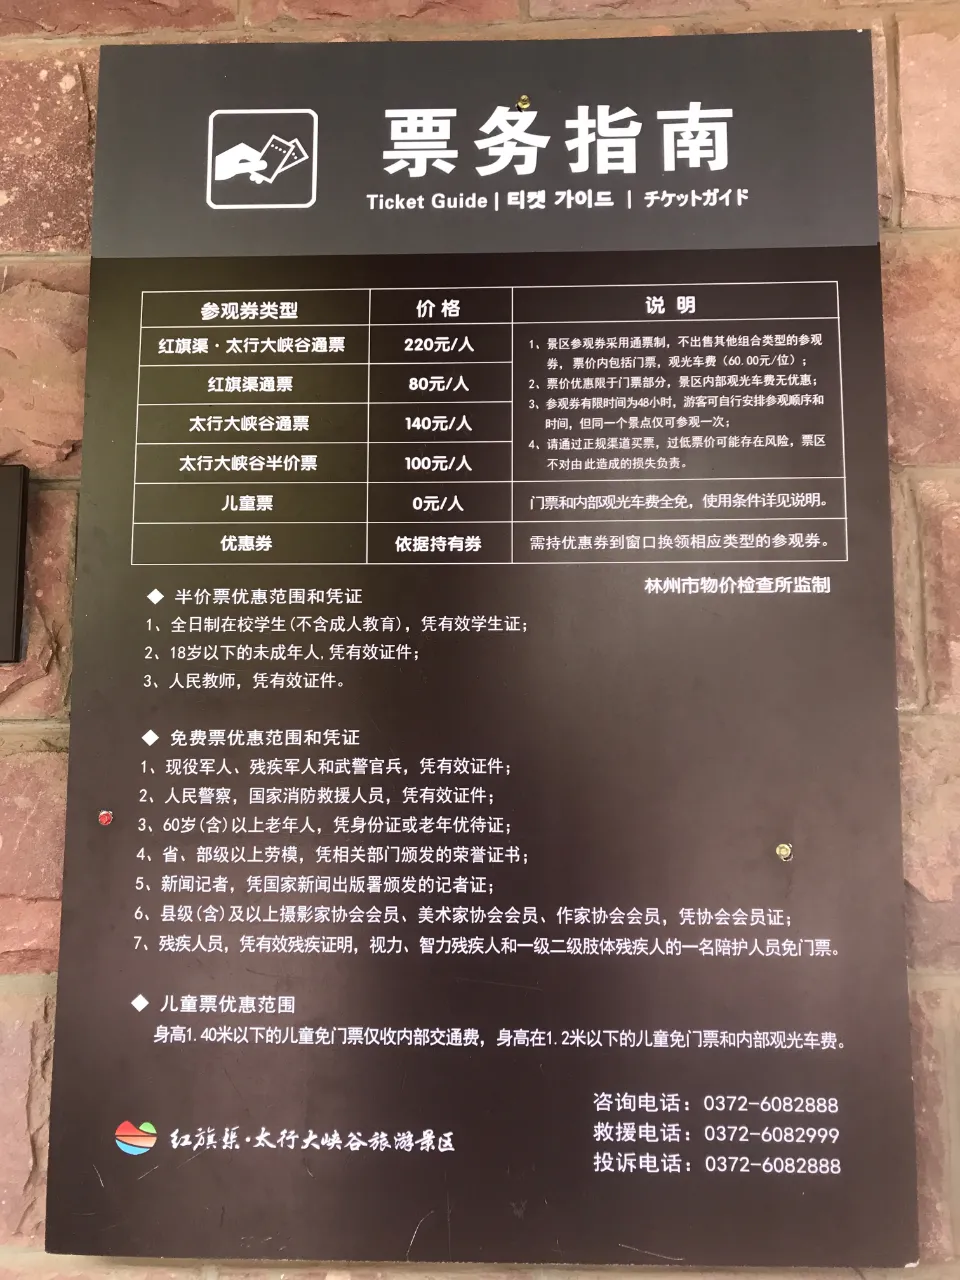 票务指南
Ticket Guide | 티켓 가이드 | チケットガイド
参观券类型 价格 说明
红旗渠·太行大峡谷通票 220元/人
红旗渠通票 80元/人
太行大峡谷通票 140元/人
太行大峡谷半价票 100元/人
1、景区参观券采用通票制，不出售其他组合类型的参观
券，票价内包括门票，观光车费（60.00元/位）；
2、票价优惠限于门票部分，景区内部观光车费无优惠；
3、参观券有限时间为48小时，游客可自行安排参观顺序和
时间，但同一个景点仅可参观一次；
4、请通过正规渠道买票，过低票价可能存在风险，票区
不对由此造成的损失负责。
儿童票 0元/人 门票和内部观光车费全免，使用条件详见说明。
优惠券 依据持有券 需持优惠券到窗口换领相应类型的参观券。
林州市物价检查所监制
◆ 半价票优惠范围和凭证
1、全日制在校学生(不含成人教育)，凭有效学生证；
2、18岁以下的未成年人,凭有效证件；
3、人民教师，凭有效证件。
◆ 免费票优惠范围和凭证
1、现役军人、残疾军人和武警官兵，凭有效证件；
2、人民警察，国家消防救援人员，凭有效证件；
3、60岁(含)以上老年人，凭身份证或老年优待证；
4、省、部级以上劳模，凭相关部门颁发的荣誉证书；
5、新闻记者，凭国家新闻出版署颁发的记者证；
6、县级(含)及以上摄影家协会会员、美术家协会会员、作家协会会员，凭协会会员证；
7、残疾人员，凭有效残疾证明，视力、智力残疾人和一级二级肢体残疾人的一名陪护人员免门票。
◆ 儿童票优惠范围
身高1.40米以下的儿童免门票仅收内部交通费，身高在1.2米以下的儿童免门票和内部观光车费。
咨询电话：0372-6082888
救援电话：0372-6082999
投诉电话：0372-6082888
红旗渠·太行大峡谷旅游景区